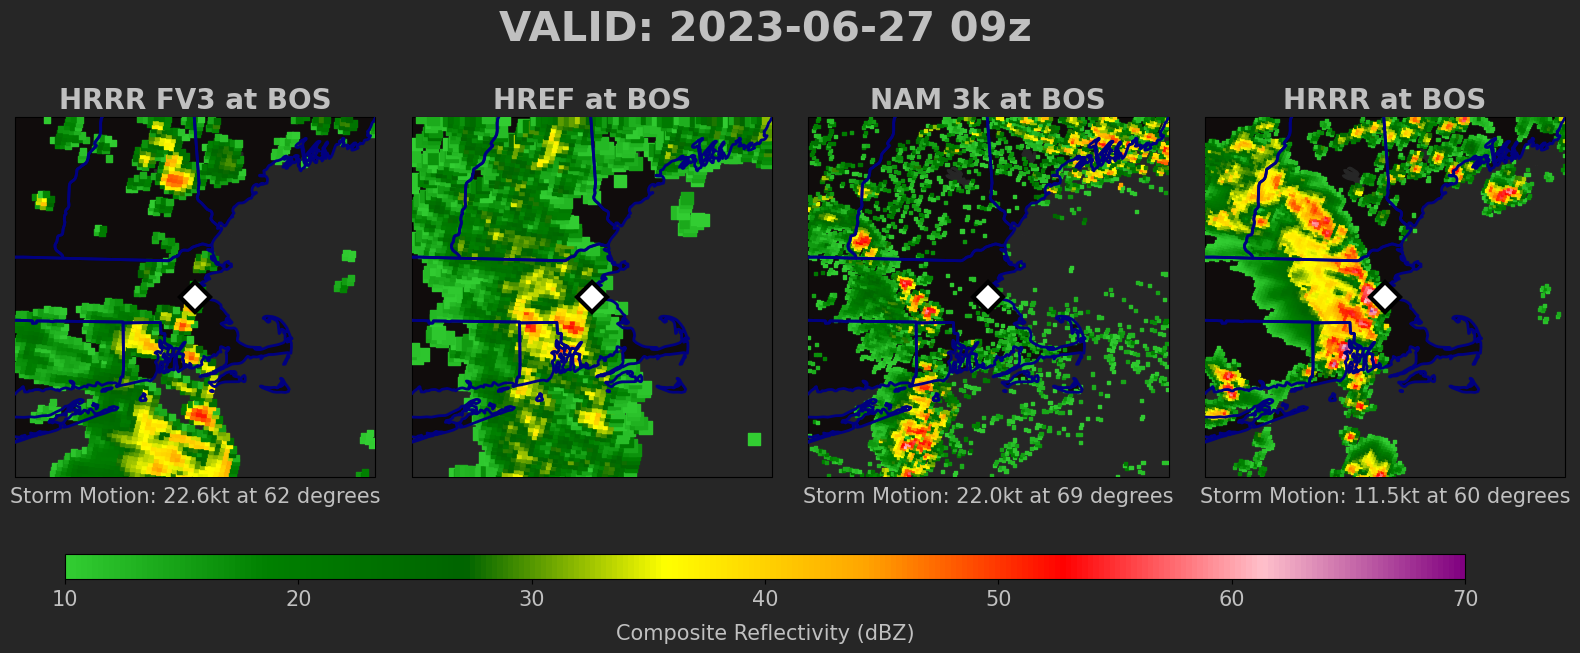 VALID: 2023-06-27 09z
HRRR FV3 at BOS
HREF at BOS
NAM 3k at BOS
HRRR at BOS
Storm Motion: 22.6kt at 62 degrees
Storm Motion: 22.0kt at 69 degrees
Storm Motion: 11.5kt at 60 degrees
10 20 30 40 50 60 70
Composite Reflectivity (dBZ)